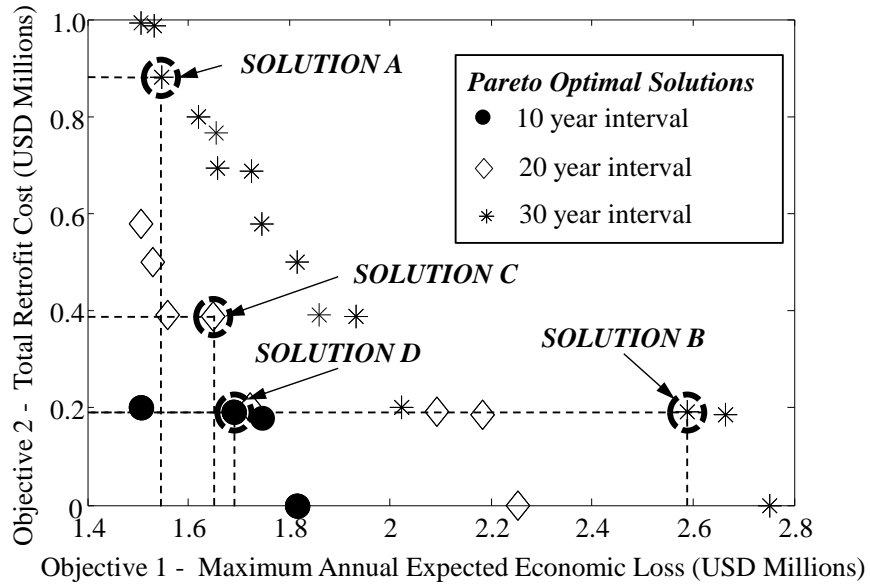 1.0
0.8
0.6
0.4
0.2
0
1.4
1.6
1.8
2
2.2
2.4
2.6
2.8
Objective 2 - Total Retrofit Cost (USD Millions)
Objective 1 - Maximum Annual Expected Economic Loss (USD Millions)
SOLUTION A
Pareto Optimal Solutions
10 year interval
20 year interval
30 year interval
SOLUTION C
SOLUTION D
SOLUTION B